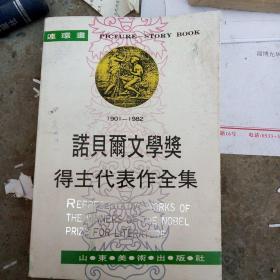 連環畫
PICTURE-STORY BOOK
1901—1982
諾貝爾文學獎
得主代表作全集
REPRESENTATIVE WORKS OF
THE WINNERS OF THE NOBEL
PRIZE FOR LITERATURE
山東美術出版社